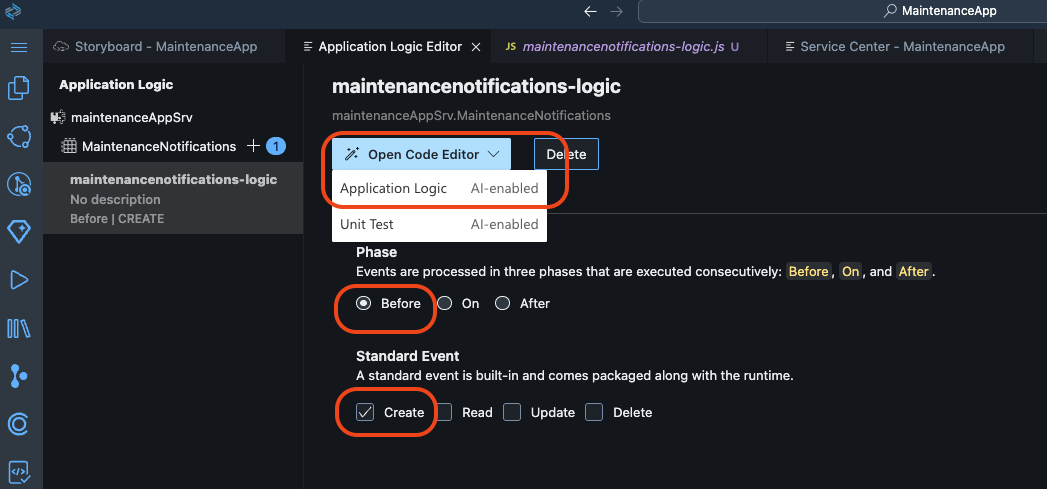 MaintenanceApp
Storyboard - MaintenanceApp
Application Logic Editor
JS maintenancenotifications-logic.js U
Service Center - MaintenanceApp
Application Logic
maintenanceAppSrv
MaintenanceNotifications 1
maintenancenotifications-logic
No description
Before | CREATE
maintenancenotifications-logic
maintenanceAppSrv.MaintenanceNotifications
Open Code Editor
Delete
Application Logic AI-enabled
Unit Test AI-enabled
Phase
Events are processed in three phases that are executed consecutively: Before, On, and After.
Before On After
Standard Event
A standard event is built-in and comes packaged along with the runtime.
Create Read Update Delete